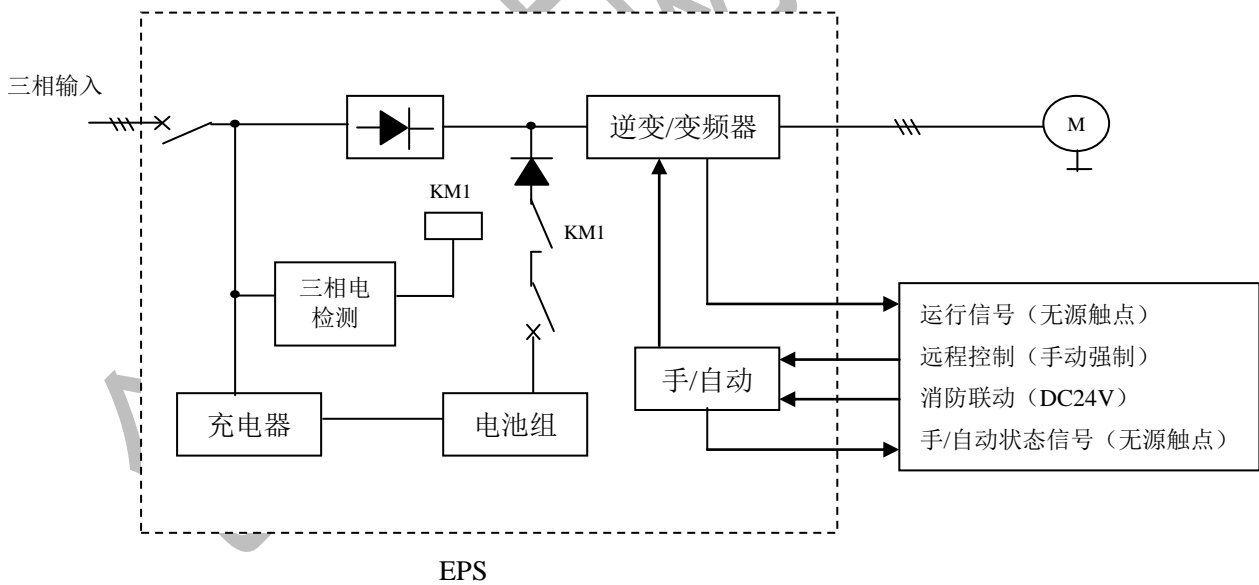 三相输入
逆变/变频器
M
KM1
KM1
三相电
检测
运行信号（无源触点）
远程控制（手动强制）
手/自动
消防联动（DC24V）
充电器
电池组
手/自动状态信号（无源触点）
EPS